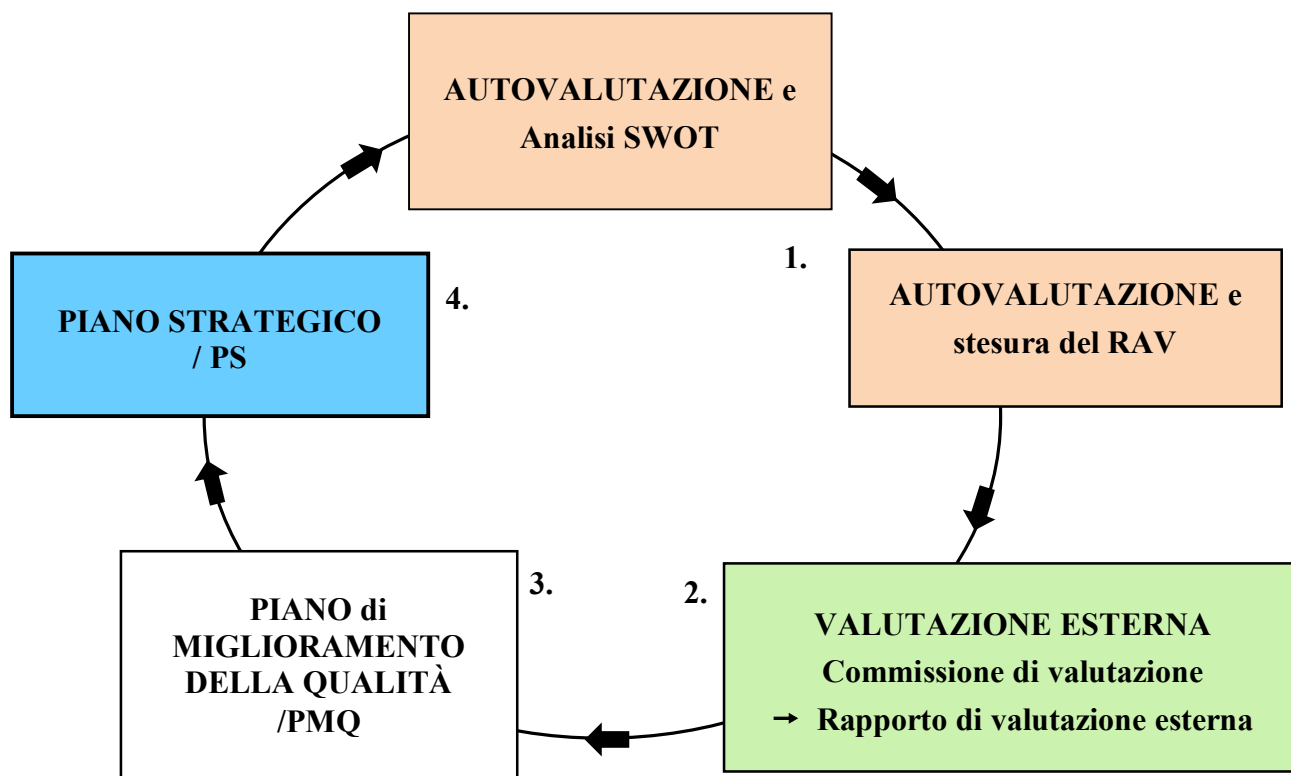 AUTOVALUTAZIONE e
Analisi SWOT
1.
AUTOVALUTAZIONE e
stesura del RAV
2.
VALUTAZIONE ESTERNA
Commissione di valutazione
→ Rapporto di valutazione esterna
3.
PIANO di
MIGLIORAMENTO
DELLA QUALITÀ
/PMQ
4.
PIANO STRATEGICO
/ PS